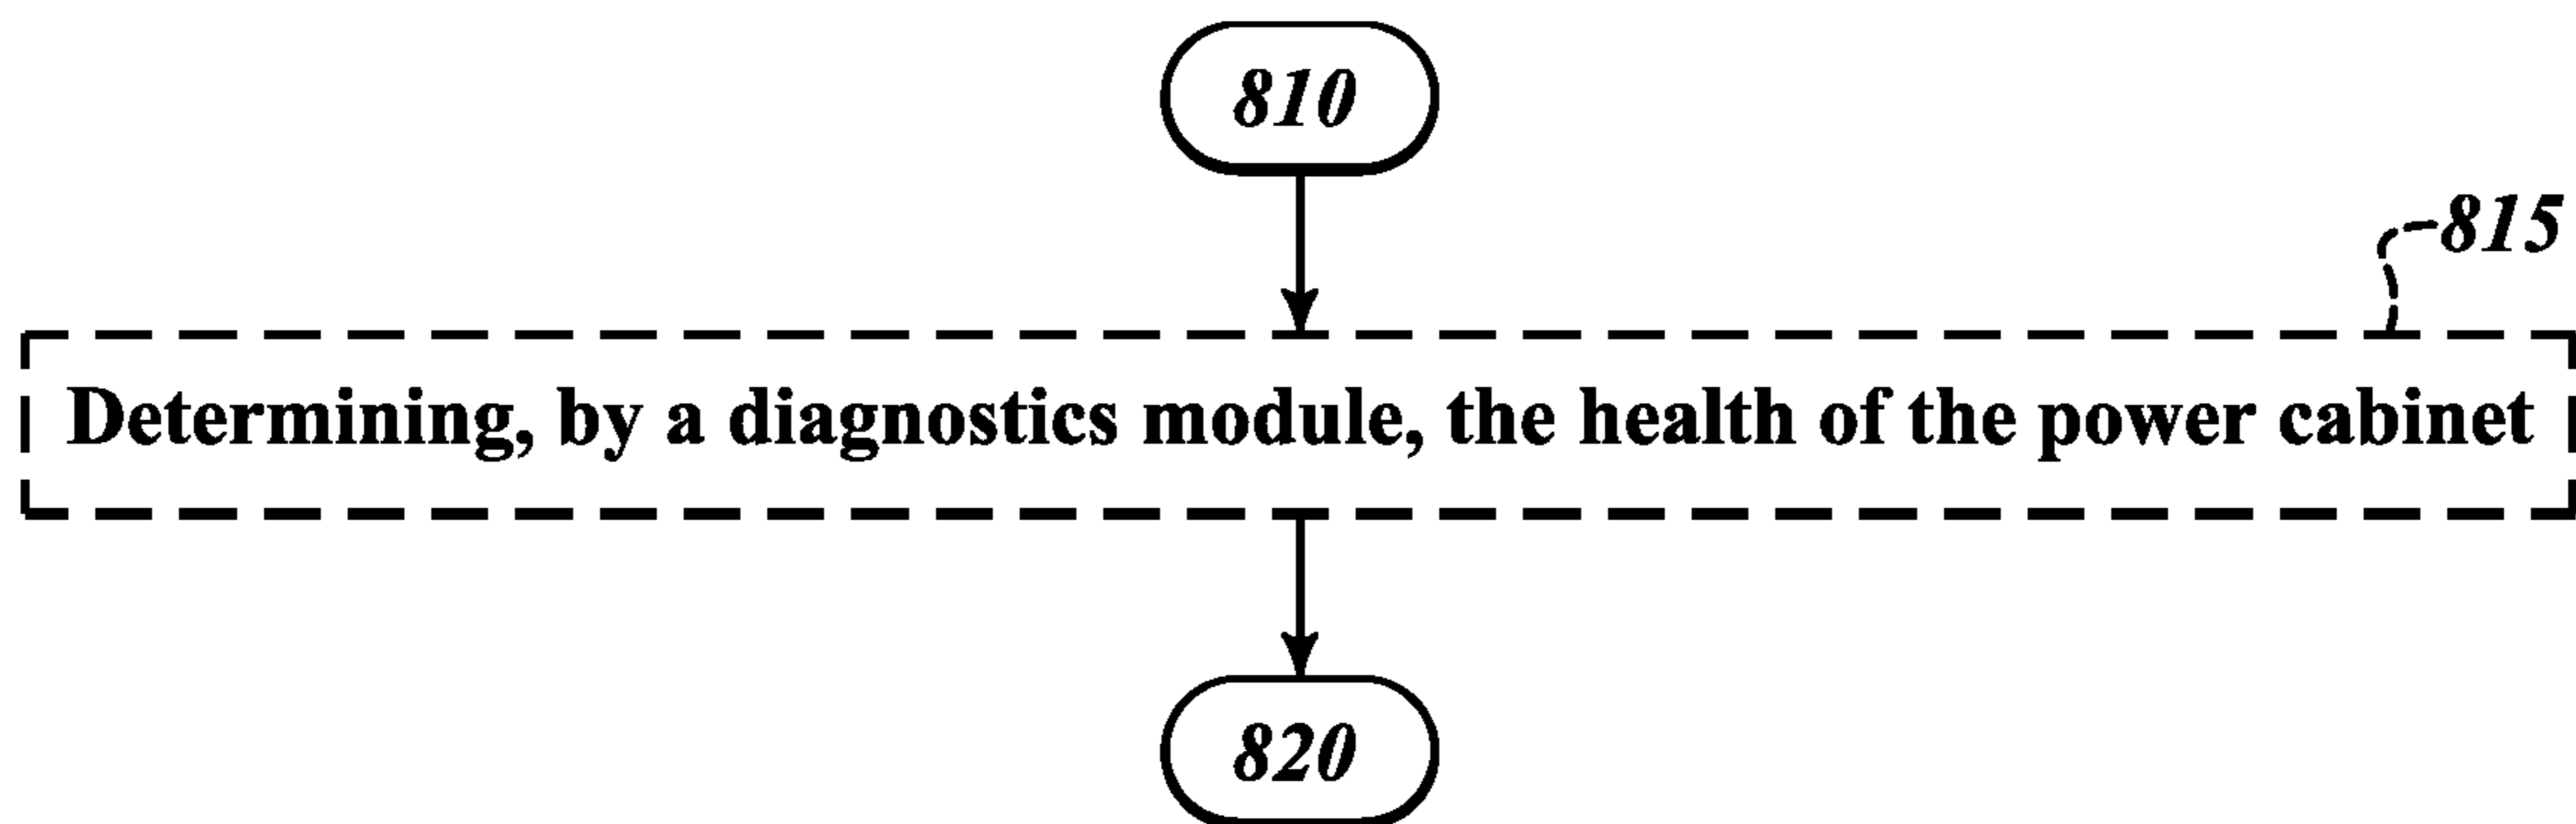 810
815
Determining, by a diagnostics module, the health of the power cabinet
820